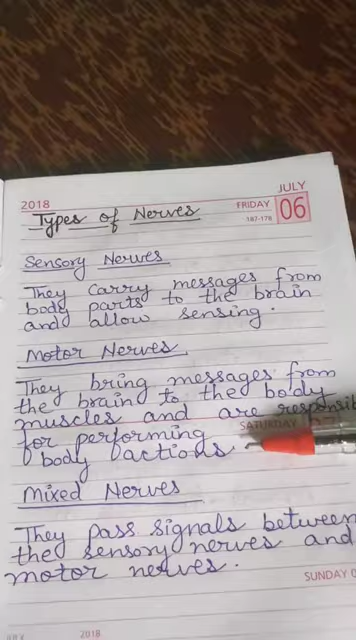 2018
JULY
FRIDAY
187-178
06
Types of Nerves
Sensory Nerves
They carry messages from
body parts to the brain
and allow sensing.
Motor Nerves
They bring messages from
the brain to the body
muscles and are responsib
for performing
SATURDAY
body actions
Mixed Nerves
They pass signals between
the sensory nerves and
motor nerves.
SUNDAY 0
2018